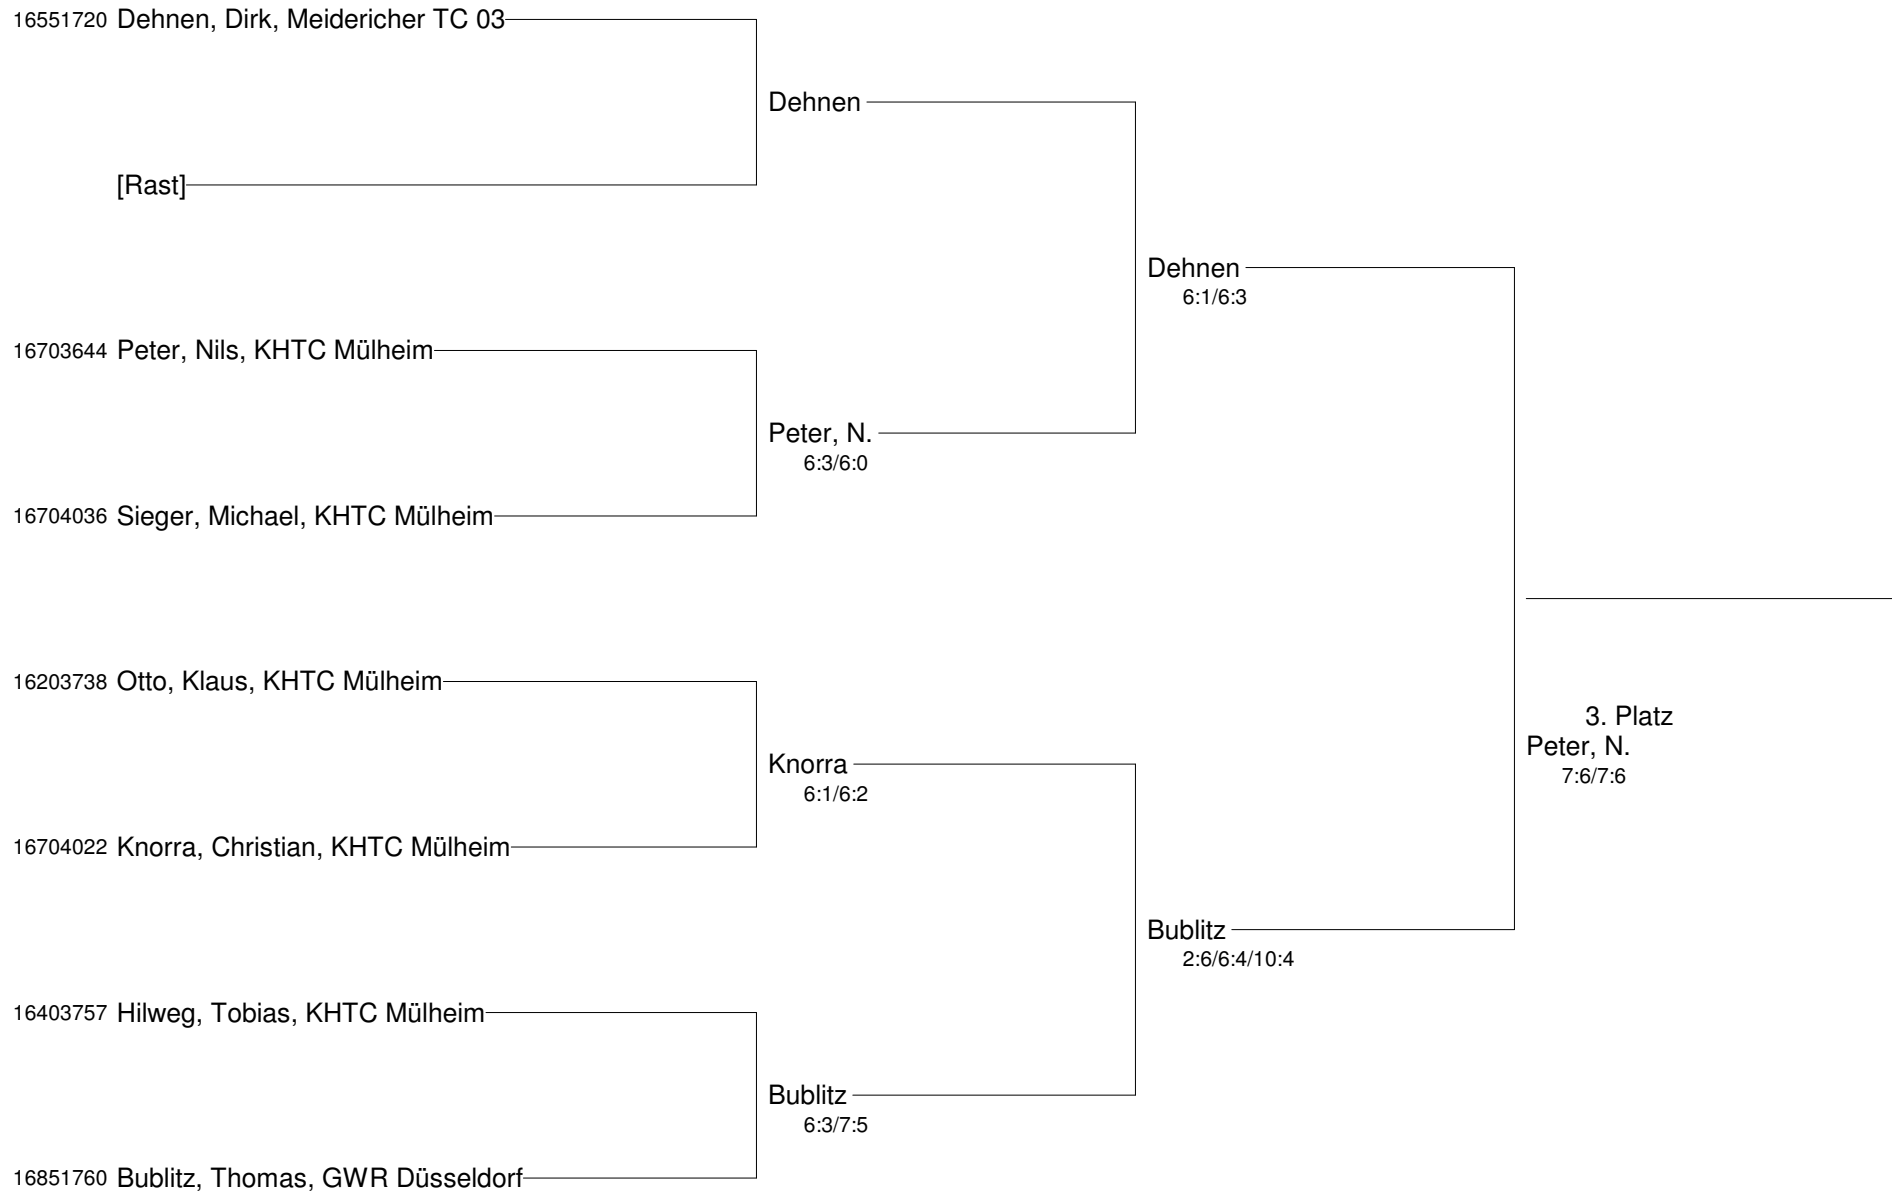 16551720 Dehnen, Dirk, Meidericher TC 03
Dehnen
[Rast]
Dehnen
6:1/6:3
16703644 Peter, Nils, KHTC Mülheim
Peter, N.
6:3/6:0
16704036 Sieger, Michael, KHTC Mülheim
16203738 Otto, Klaus, KHTC Mülheim
3. Platz
Peter, N.
7:6/7:6
Knorra
6:1/6:2
16704022 Knorra, Christian, KHTC Mülheim
Bublitz
2:6/6:4/10:4
16403757 Hilweg, Tobias, KHTC Mülheim
Bublitz
6:3/7:5
16851760 Bublitz, Thomas, GWR Düsseldorf